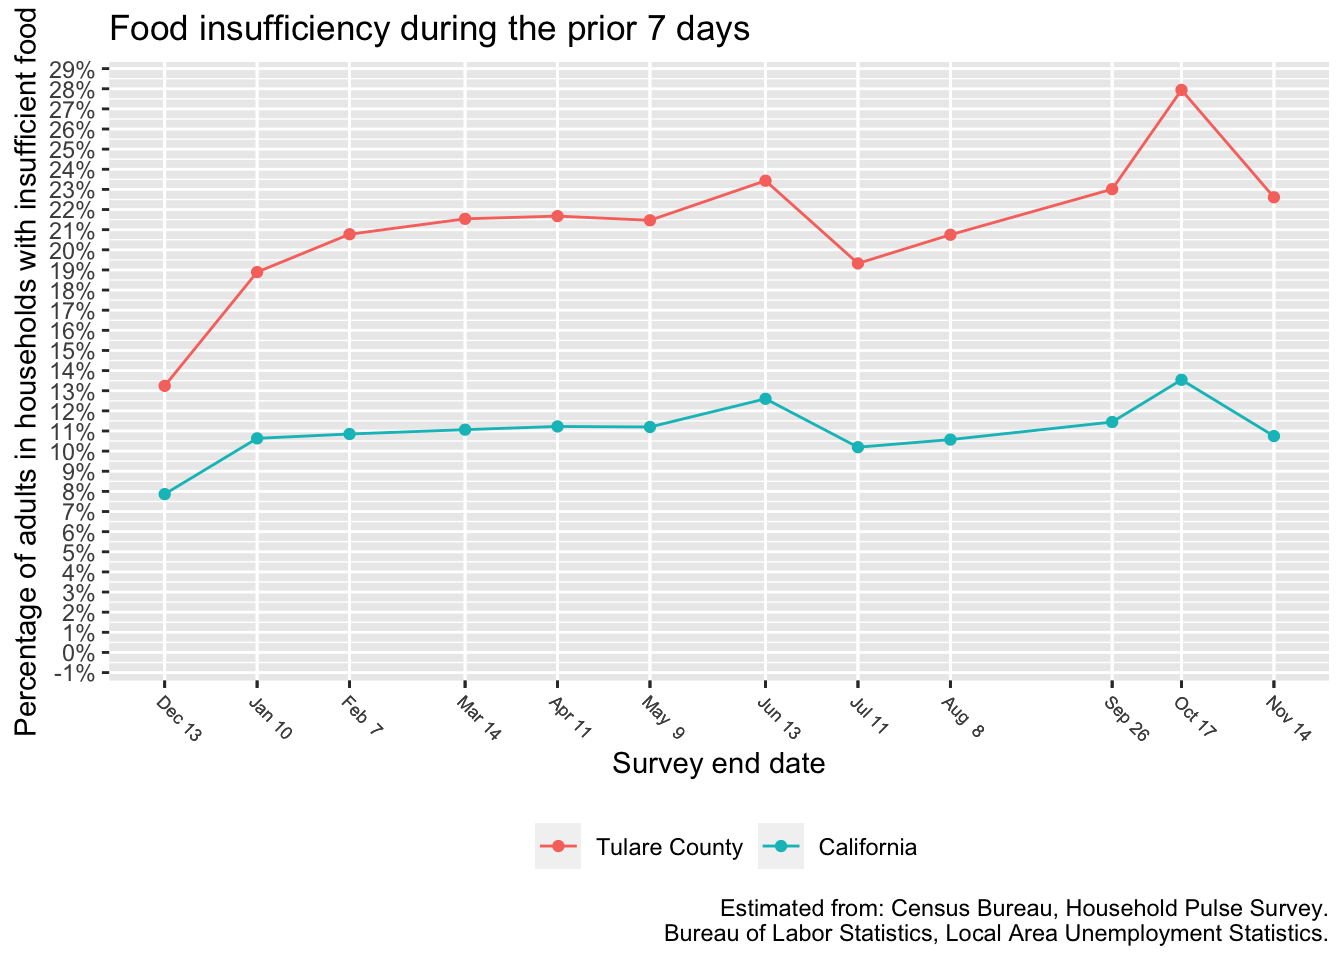 Food insufficiency during the prior 7 days
Percentage of adults in households with insufficient food
29%
28%
27%
26%
25%
24%
23%
22%
21%
20%
19%
18%
17%
16%
15%
14%
13%
12%
11%
10%
9%
8%
7%
6%
5%
4%
3%
2%
1%
0%
-1%
Dec 13
Jan 10
Feb 7
Mar 14
Apr 11
May 9
Jun 13
Jul 11
Aug 8
Sep 26
Oct 17
Nov 14
Survey end date
Tulare County
California
Estimated from: Census Bureau, Household Pulse Survey.
Bureau of Labor Statistics, Local Area Unemployment Statistics.